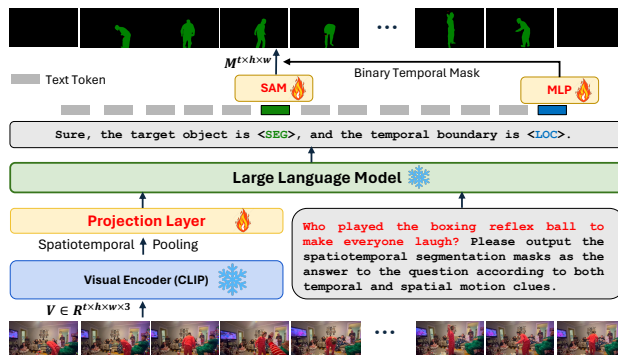 ...
M^{t×h×w}
Binary Temporal Mask
Text Token
SAM
MLP
Sure, the target object is <SEG>, and the temporal boundary is <LOC>.
Large Language Model
Projection Layer
Spatiotemporal Pooling
Visual Encoder (CLIP)
V ∈ R^{t×h×w×3}
Who played the boxing reflex ball to
make everyone laugh? Please output the
spatiotemporal segmentation masks as
the answer to the question according to both
temporal and spatial motion clues.
...